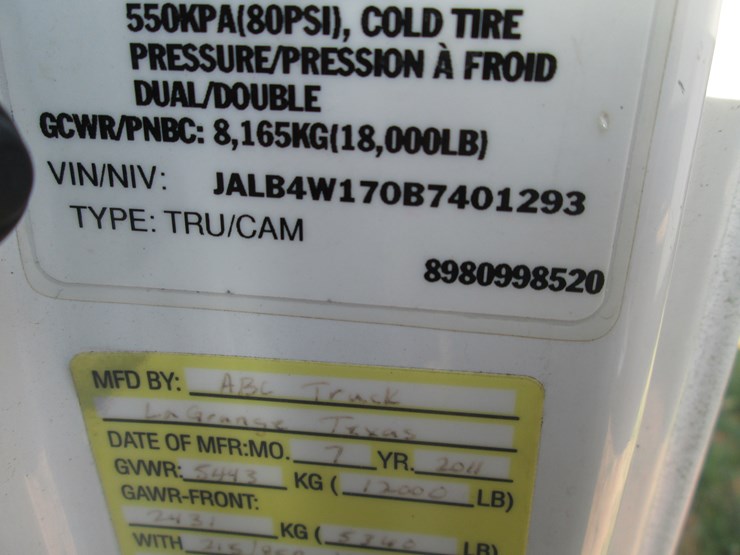 550KPA(80PSI), COLD TIRE
PRESSURE/PRESSION À FROID
DUAL/DOUBLE
GCWR/PNBC: 8,165KG(18,000LB)
VIN/NIV: JALB4W170B7401293
TYPE: TRU/CAM
8980998520
MFD BY: ABC Truck
LaGrange Texas
DATE OF MFR:MO. 7 YR. 2011
GVWR: 5443 KG ( 12000 LB)
GAWR-FRONT:
2431 KG ( 5360 LB)
WITH